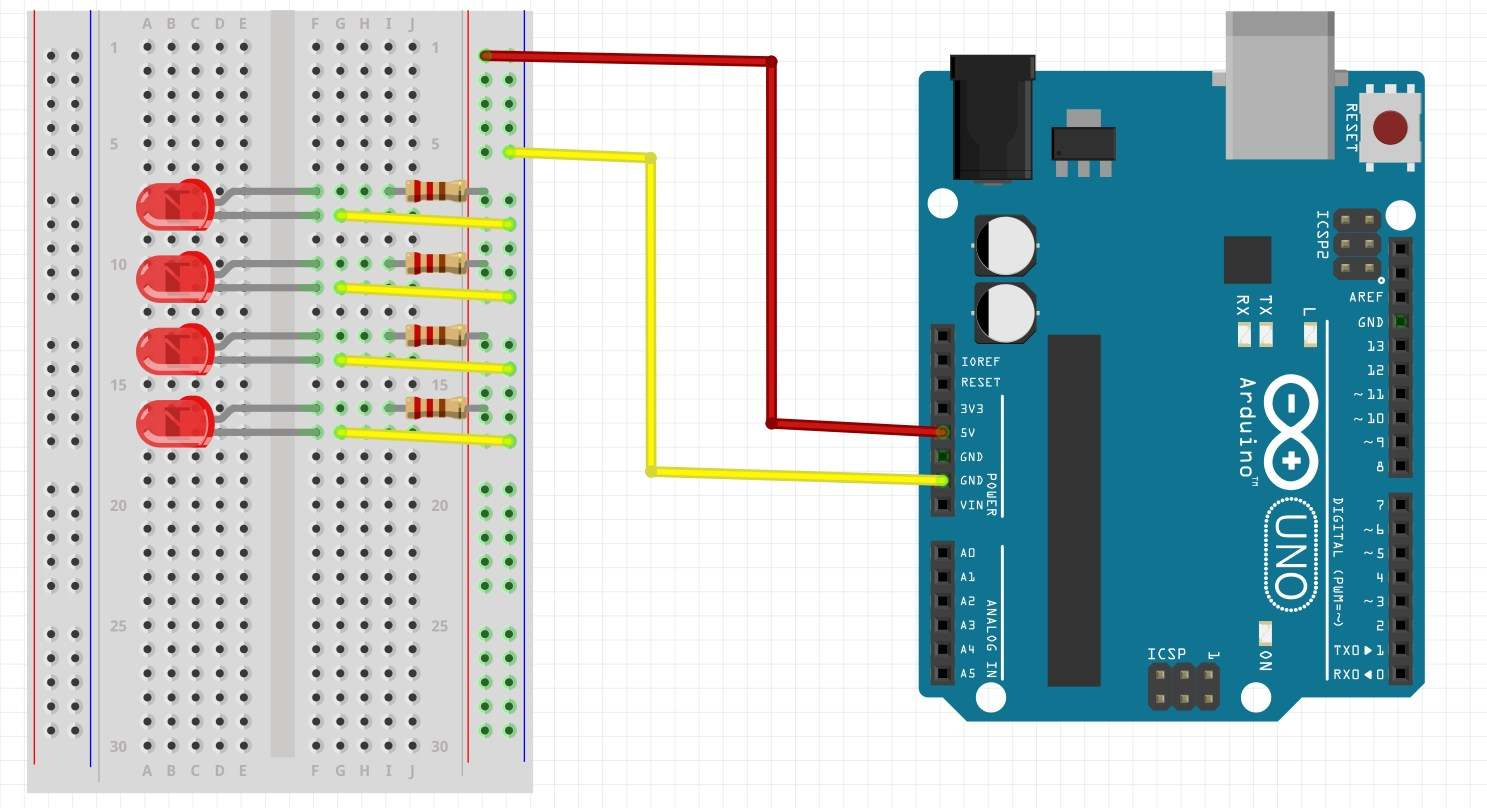 A B C D E F G H I J
1 1
5 5
10 10
15 15
20 20
25 25
30 30
A B C D E F G H I J
RESET
ICSP2
IOREF
RESET
3V3
5V
GND
GND
VIN
POWER
A0
A1
A2
A3
A4
A5
ANALOG IN
RX
TX
L
Arduino™
UNO
ON
ICSP
1
AREF
GND
13
12
~11
~10
~9
8
7
~6
~5
4
~3
2
TX0▶1
RX0◀0
DIGITAL (PWM=~)